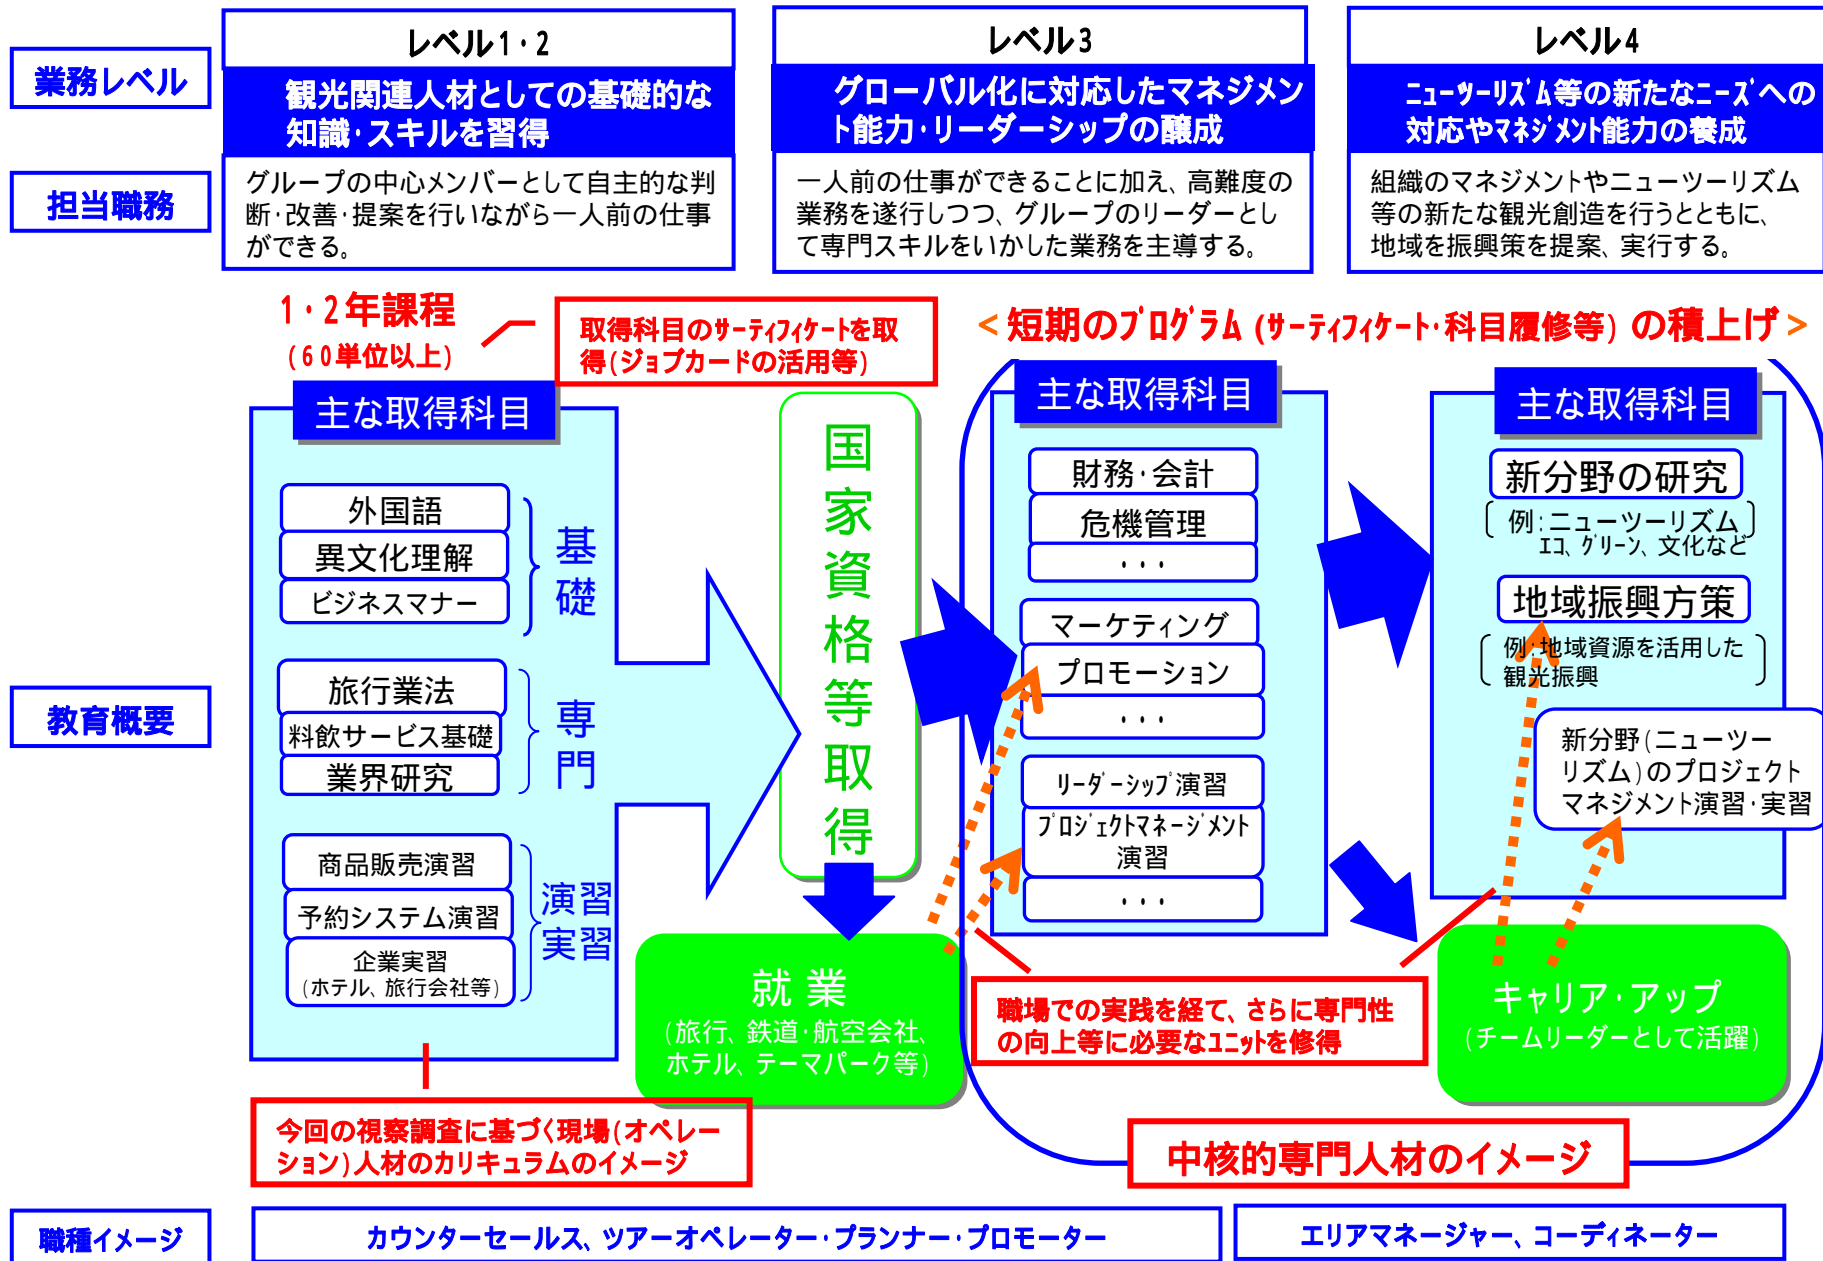 業務レベル
レベル1・2
観光関連人材としての基礎的な
知識・スキルを習得
レベル3
グローバル化に対応したマネジメン
ト能力・リーダーシップの醸成
レベル4
ニューツーリズム等の新たなニーズへの
対応やマネジメント能力の養成
担当職務
グループの中心メンバーとして自主的な判
断・改善・提案を行いながら一人前の仕事
ができる。
一人前の仕事ができることに加え、高難度の
業務を遂行しつつ、グループのリーダーとし
て専門スキルをいかした業務を主導する。
組織のマネジメントやニューツーリズム
等の新たな観光創造を行うとともに、
地域を振興策を提案、実行する。
1・2年課程
(60単位以上)
取得科目のサーティフィケートを取
得(ジョブカードの活用等)
<短期のプログラム(サーティフィケート・科目履修等)の積上げ>
教育概要
主な取得科目
外国語
異文化理解
ビジネスマナー
基礎
旅行業法
料飲サービス基礎
業界研究
専門
商品販売演習
予約システム演習
企業実習
(ホテル、旅行会社等)
演習
実習
国家資格等取得
就業
(旅行、鉄道・航空会社、
ホテル、テーマパーク等)
主な取得科目
財務・会計
危機管理
・・・
マーケティング
プロモーション
・・・
リーダーシップ演習
プロジェクトマネージメント
演習
・・・
主な取得科目
新分野の研究
例:ニューツーリズム
エコ、グリーン、文化など
地域振興方策
例:地域資源を活用した
観光振興
新分野(ニューツー
リズム)のプロジェクト
マネジメント演習・実習
職場での実践を経て、さらに専門性
の向上等に必要なユニットを修得
キャリア・アップ
(チームリーダーとして活躍)
今回の視察調査に基づく現場(オペレー
ション)人材のカリキュラムのイメージ
中核的専門人材のイメージ
職種イメージ
カウンターセールス、ツアーオペレーター・プランナー・プロモーター
エリアマネージャー、コーディネーター